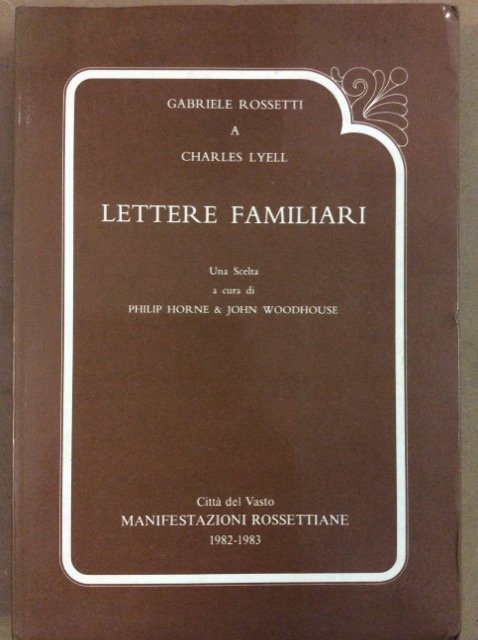 GABRIELE ROSSETTI
A
CHARLES LYELL
LETTERE FAMILIARI
Una Scelta
a cura di
PHILIP HORNE & JOHN WOODHOUSE
Città del Vasto
MANIFESTAZIONI ROSSETTIANE
1982-1983